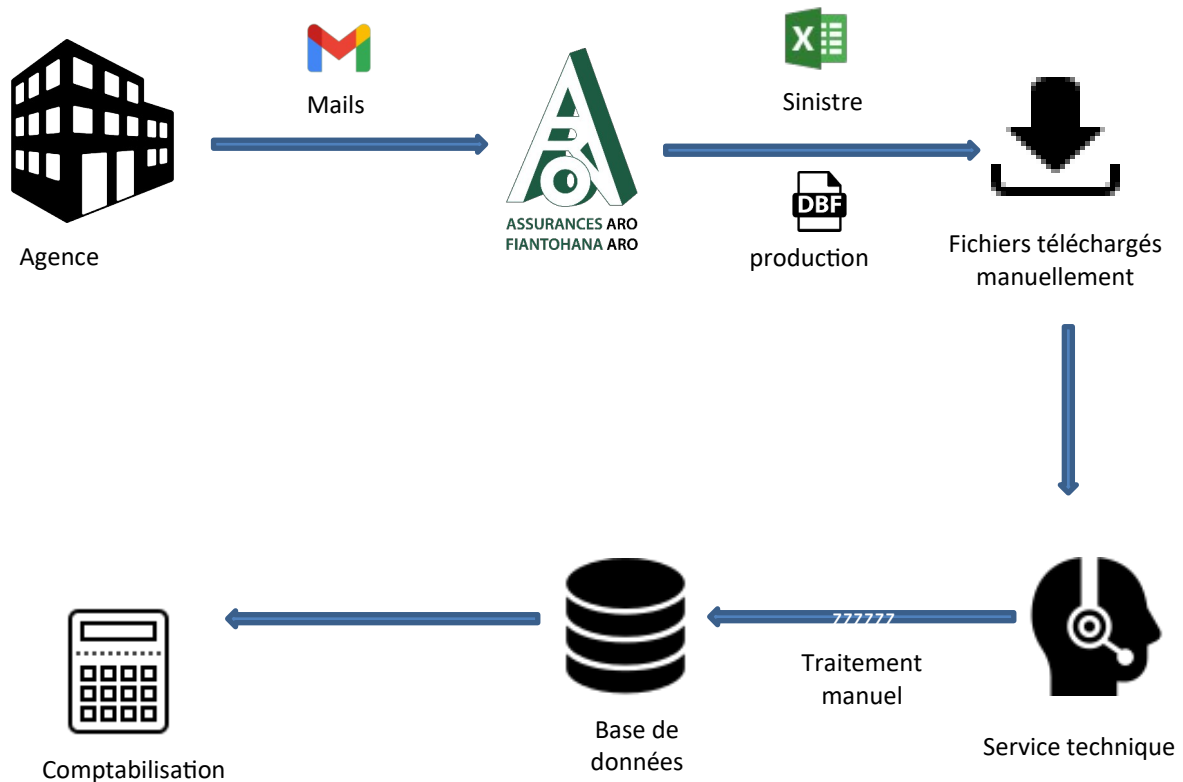 Mails
Sinistre
Agence
ARO
ASSURANCES ARO
FIANTOHANA ARO
DBF
production
Fichiers téléchargés
manuellement
777777
Traitement
manuel
Base de
données
Service technique
Comptabilisation
X